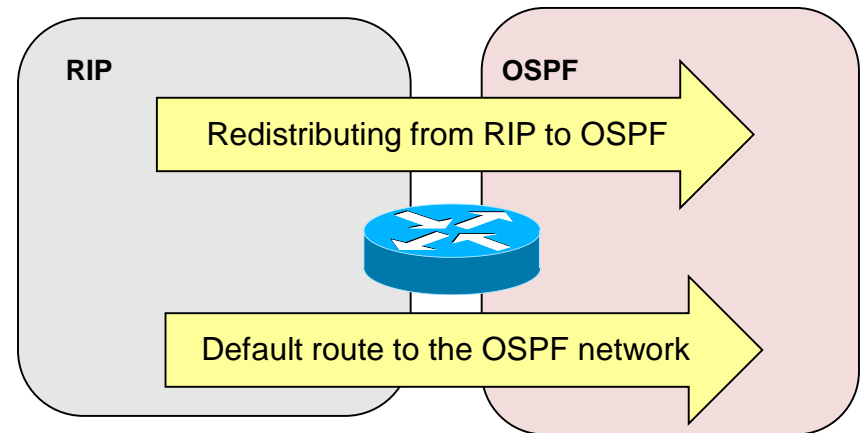 RIP
OSPF
Redistributing from RIP to OSPF
Default route to the OSPF network